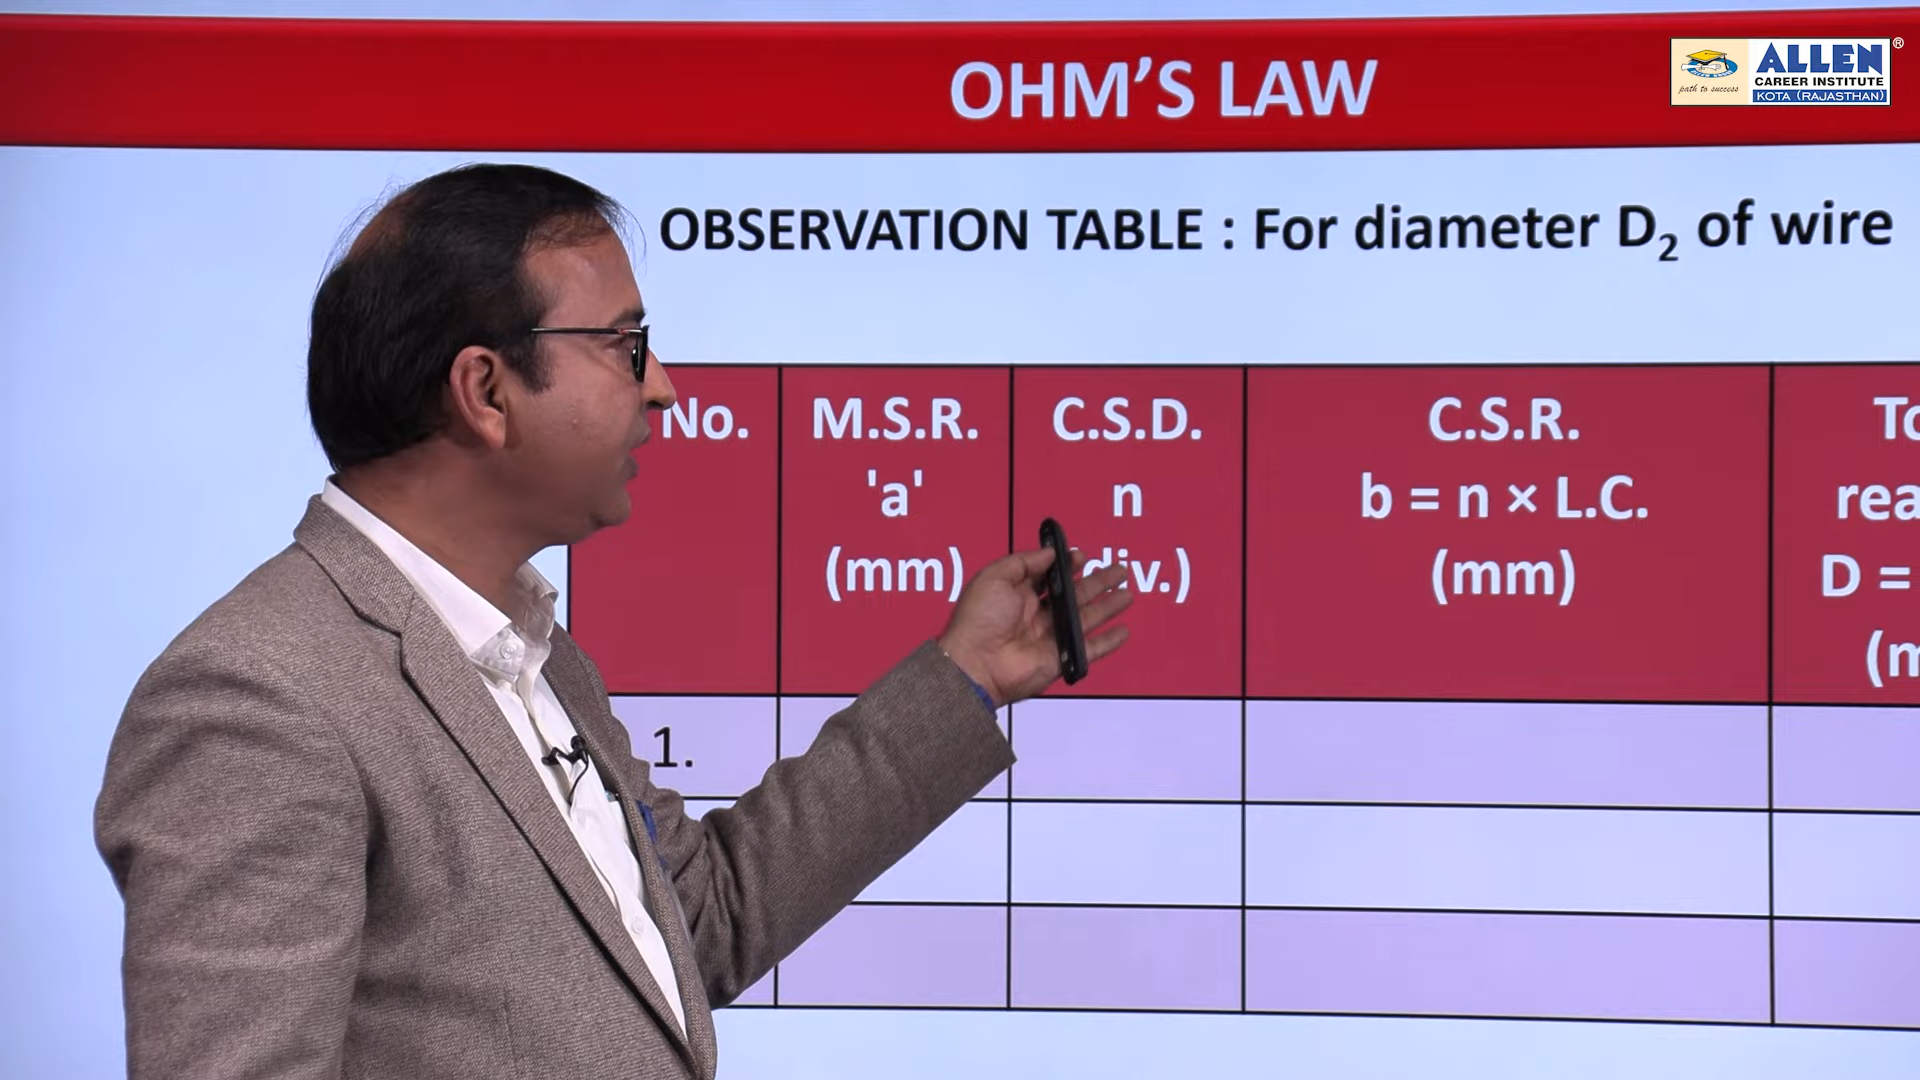 OHM'S LAW
ALLEN®
CAREER INSTITUTE
KOTA (RAJASTHAN)
path to success
OBSERVATION TABLE : For diameter D₂ of wire
No.
M.S.R.
'a'
(mm)
C.S.D.
n
(div.)
C.S.R.
b = n × L.C.
(mm)
D =
1.